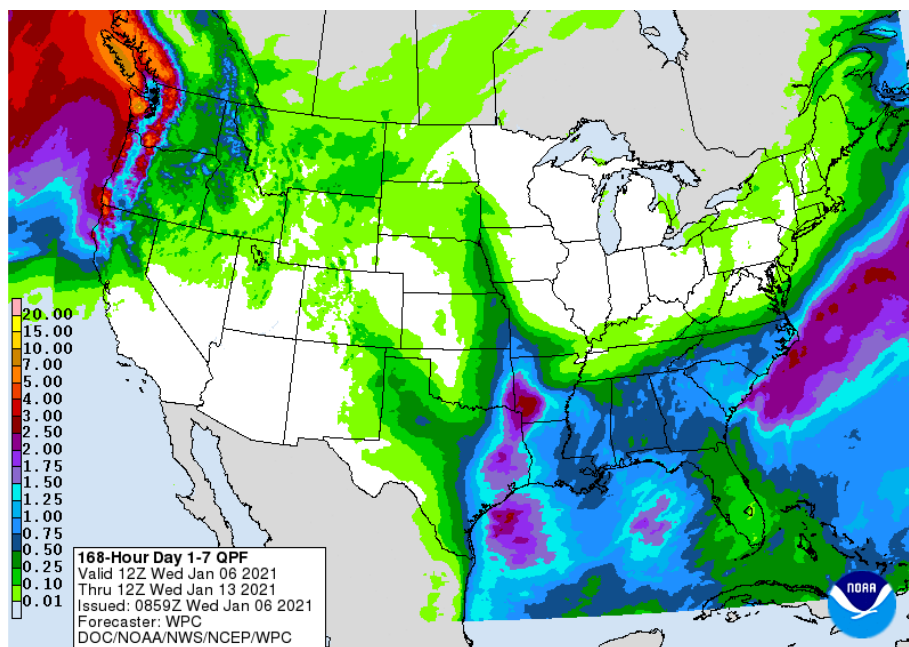 20.00
15.00
10.00
7.00
5.00
4.00
3.00
2.50
2.00
1.75
1.50
1.25
1.00
0.75
0.50
0.25
0.10
0.01
168-Hour Day 1-7 QPF
Valid 12Z Wed Jan 06 2021
Thru 12Z Wed Jan 13 2021
Issued: 0859Z Wed Jan 06 2021
Forecaster: WPC
DOC/NOAA/NWS/NCEP/WPC
NOAA